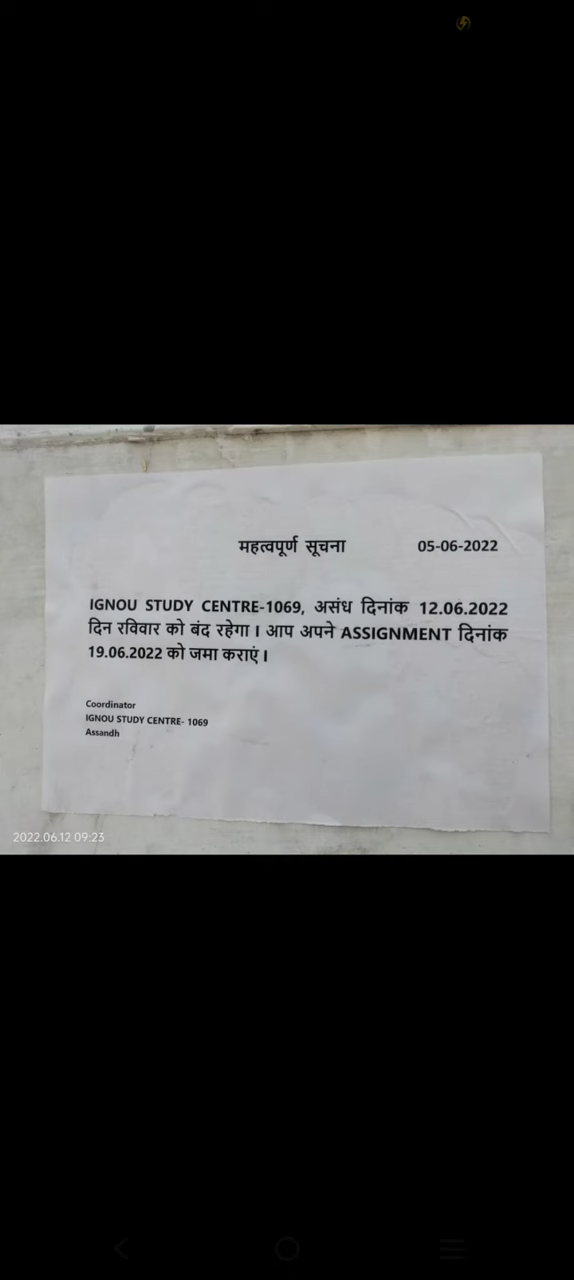 महत्वपूर्ण सूचना 05-06-2022
IGNOU STUDY CENTRE-1069, असंध दिनांक 12.06.2022
दिन रविवार को बंद रहेगा । आप अपने ASSIGNMENT दिनांक
19.06.2022 को जमा कराएं ।
Coordinator
IGNOU STUDY CENTRE- 1069
Assandh
2022.06.12 09:23